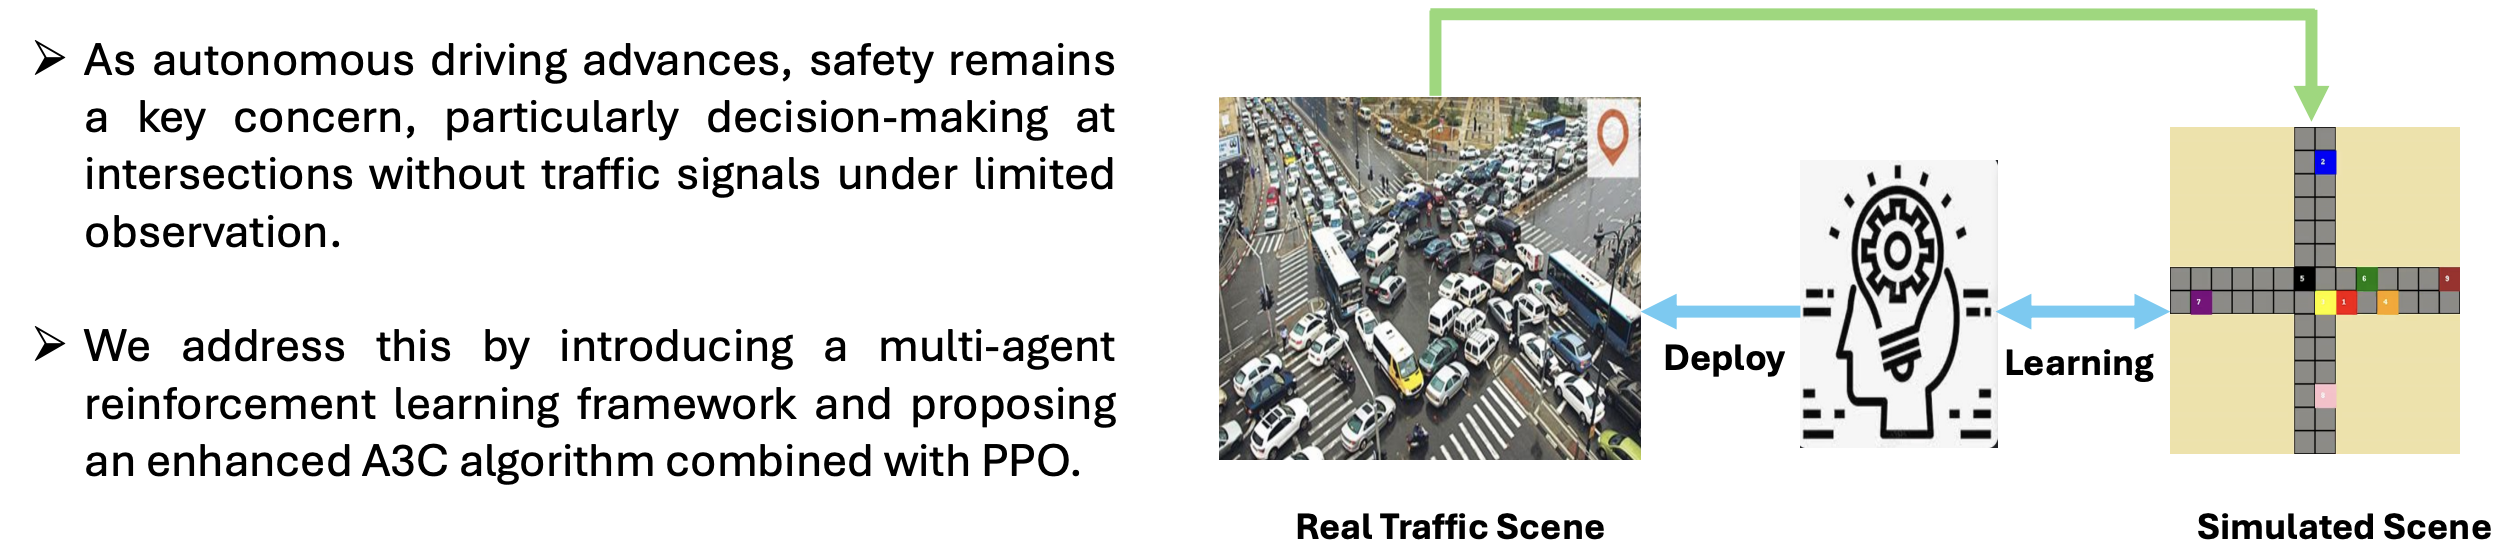 As autonomous driving advances, safety remains
a key concern, particularly decision-making at
intersections without traffic signals under limited
observation.
We address this by introducing a multi-agent
reinforcement learning framework and proposing
an enhanced A3C algorithm combined with PPO.
2
5
6
9
7
1
4
Deploy
Learning
Real Traffic Scene
Simulated Scene